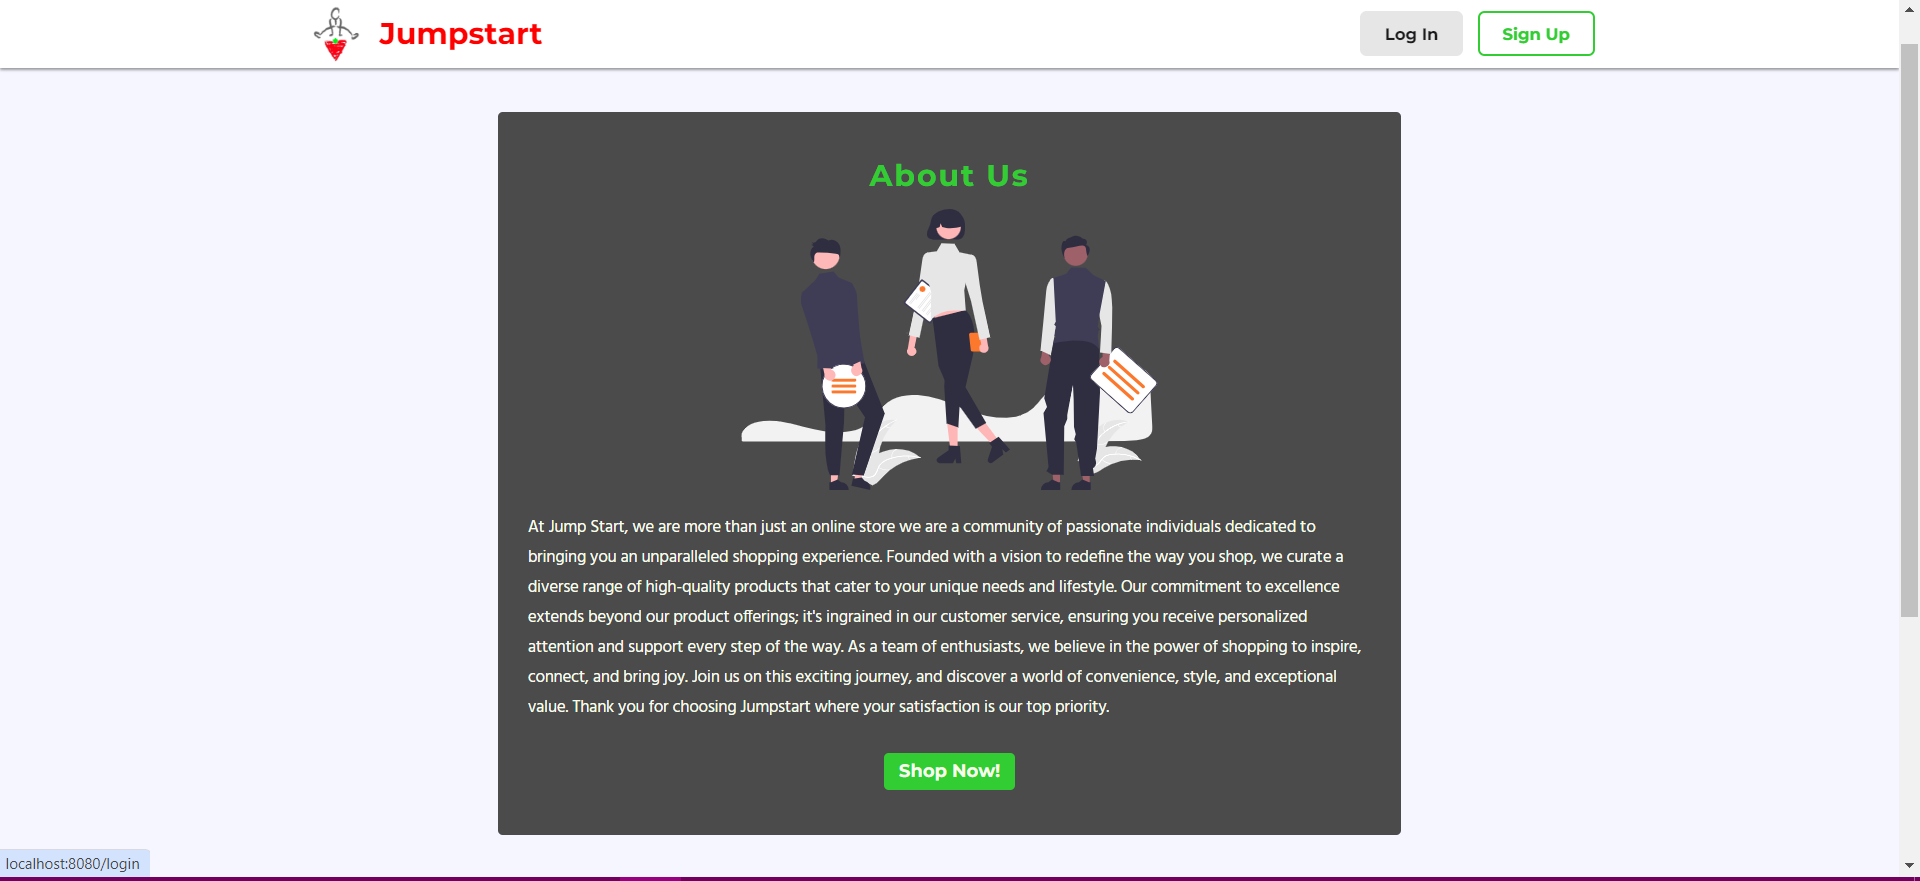 Jumpstart
Log In
Sign Up
About Us
At Jump Start, we are more than just an online store we are a community of passionate individuals dedicated to
bringing you an unparalleled shopping experience. Founded with a vision to redefine the way you shop, we curate a
diverse range of high-quality products that cater to your unique needs and lifestyle. Our commitment to excellence
extends beyond our product offerings; it's ingrained in our customer service, ensuring you receive personalized
attention and support every step of the way. As a team of enthusiasts, we believe in the power of shopping to inspire,
connect, and bring joy. Join us on this exciting journey, and discover a world of convenience, style, and exceptional
value. Thank you for choosing Jumpstart where your satisfaction is our top priority.
Shop Now!
localhost:8080/login